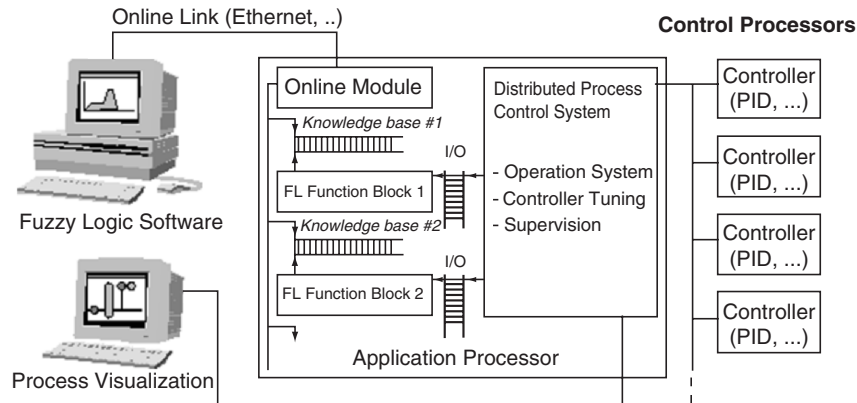 Online Link (Ethernet, ..)
Control Processors
Online Module
Knowledge base #1
FL Function Block 1
Knowledge base #2
FL Function Block 2
I/O
I/O
Distributed Process
Control System
- Operation System
- Controller Tuning
- Supervision
Application Processor
Controller
(PID, ...)
Controller
(PID, ...)
Controller
(PID, ...)
Controller
(PID, ...)
Fuzzy Logic Software
Process Visualization